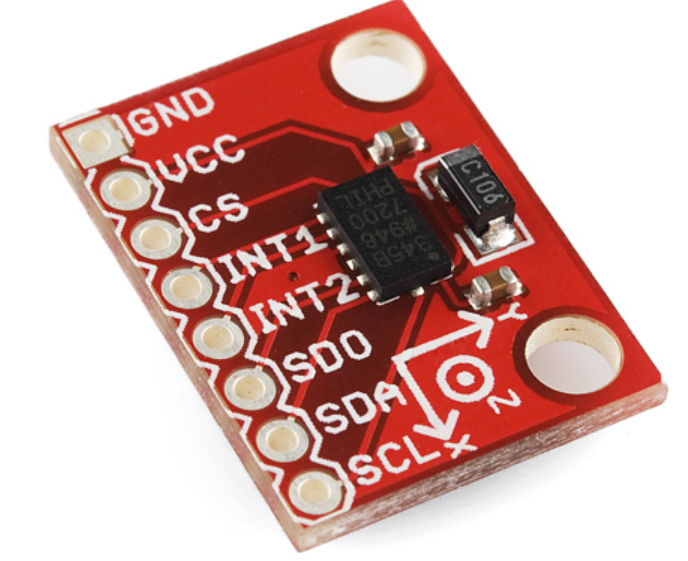 GND
VCC
CS
INT1
INT2
SDO
SDA
SCL
345B
#946
7200
PHIL
C106
Y
X
Z